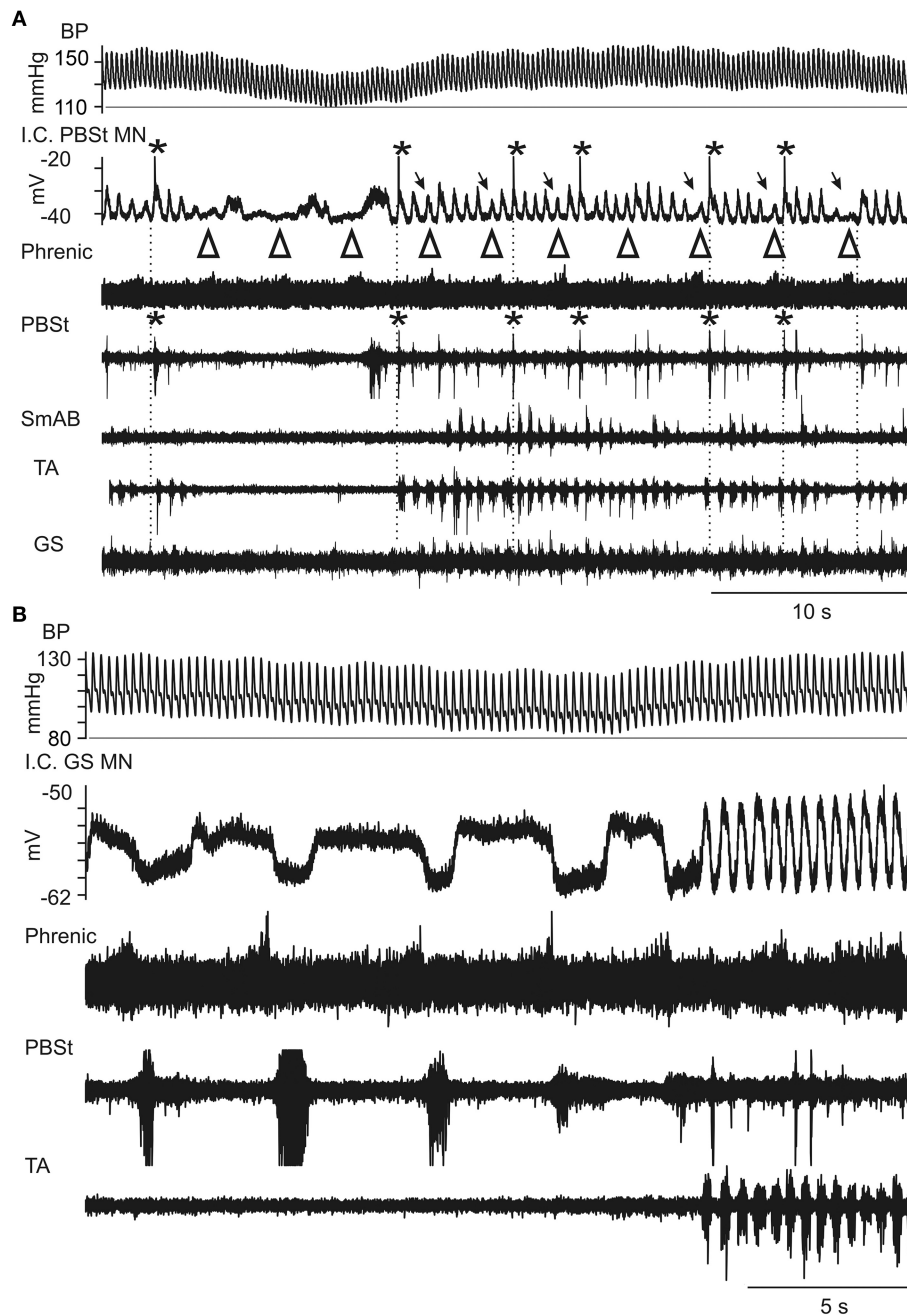 A
BP
150
mmHg
110
I.C. PBSt MN
-20
mV
-40
* * * * * *
Phrenic
PBSt
* * * * * *
SmAB
TA
GS
10 s
B
BP
130
mmHg
80
I.C. GS MN
-50
mV
-62
Phrenic
PBSt
TA
5 s